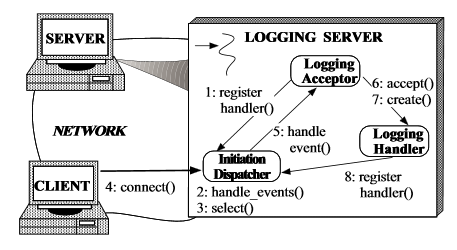 SERVER
LOGGING SERVER
Logging
Acceptor
1: register
handler()
6: accept()
7: create()
5: handle
event()
NETWORK
Logging
Handler
Initiation
Dispatcher
CLIENT
4: connect()
2: handle_events()
3: select()
8: register
handler()